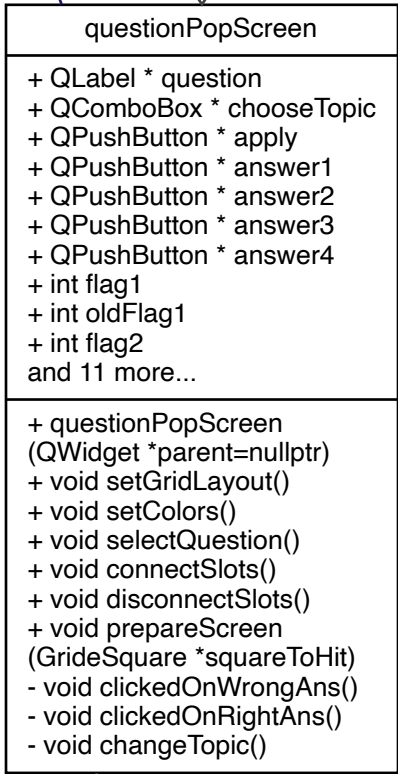 questionPopScreen
+ QLabel * question
+ QComboBox * chooseTopic
+ QPushButton * apply
+ QPushButton * answer1
+ QPushButton * answer2
+ QPushButton * answer3
+ QPushButton * answer4
+ int flag1
+ int oldFlag1
+ int flag2
and 11 more...
+ questionPopScreen
(QWidget *parent=nullptr)
+ void setGridLayout()
+ void setColors()
+ void selectQuestion()
+ void connectSlots()
+ void disconnectSlots()
+ void prepareScreen
(GrideSquare *squareToHit)
- void clickedOnWrongAns()
- void clickedOnRightAns()
- void changeTopic()